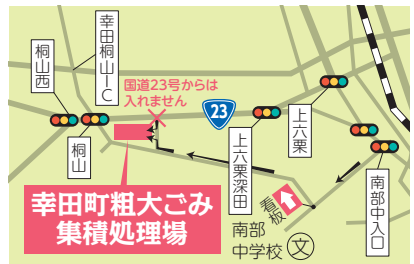 桐山西
幸田桐山IC
桐山
国道23号からは
入れません
23
上六栗深田
上六栗
南部中入口
看板
南部
中学校
文
幸田町粗大ごみ
集積処理場